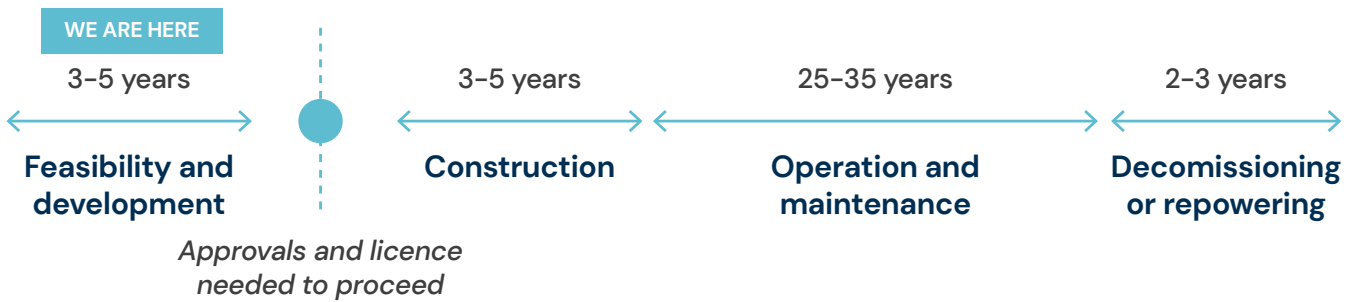 WE ARE HERE
3-5 years
3-5 years
25-35 years
2-3 years
Feasibility and
development
Construction
Operation and
maintenance
Decomissioning
or repowering
Approvals and licence
needed to proceed